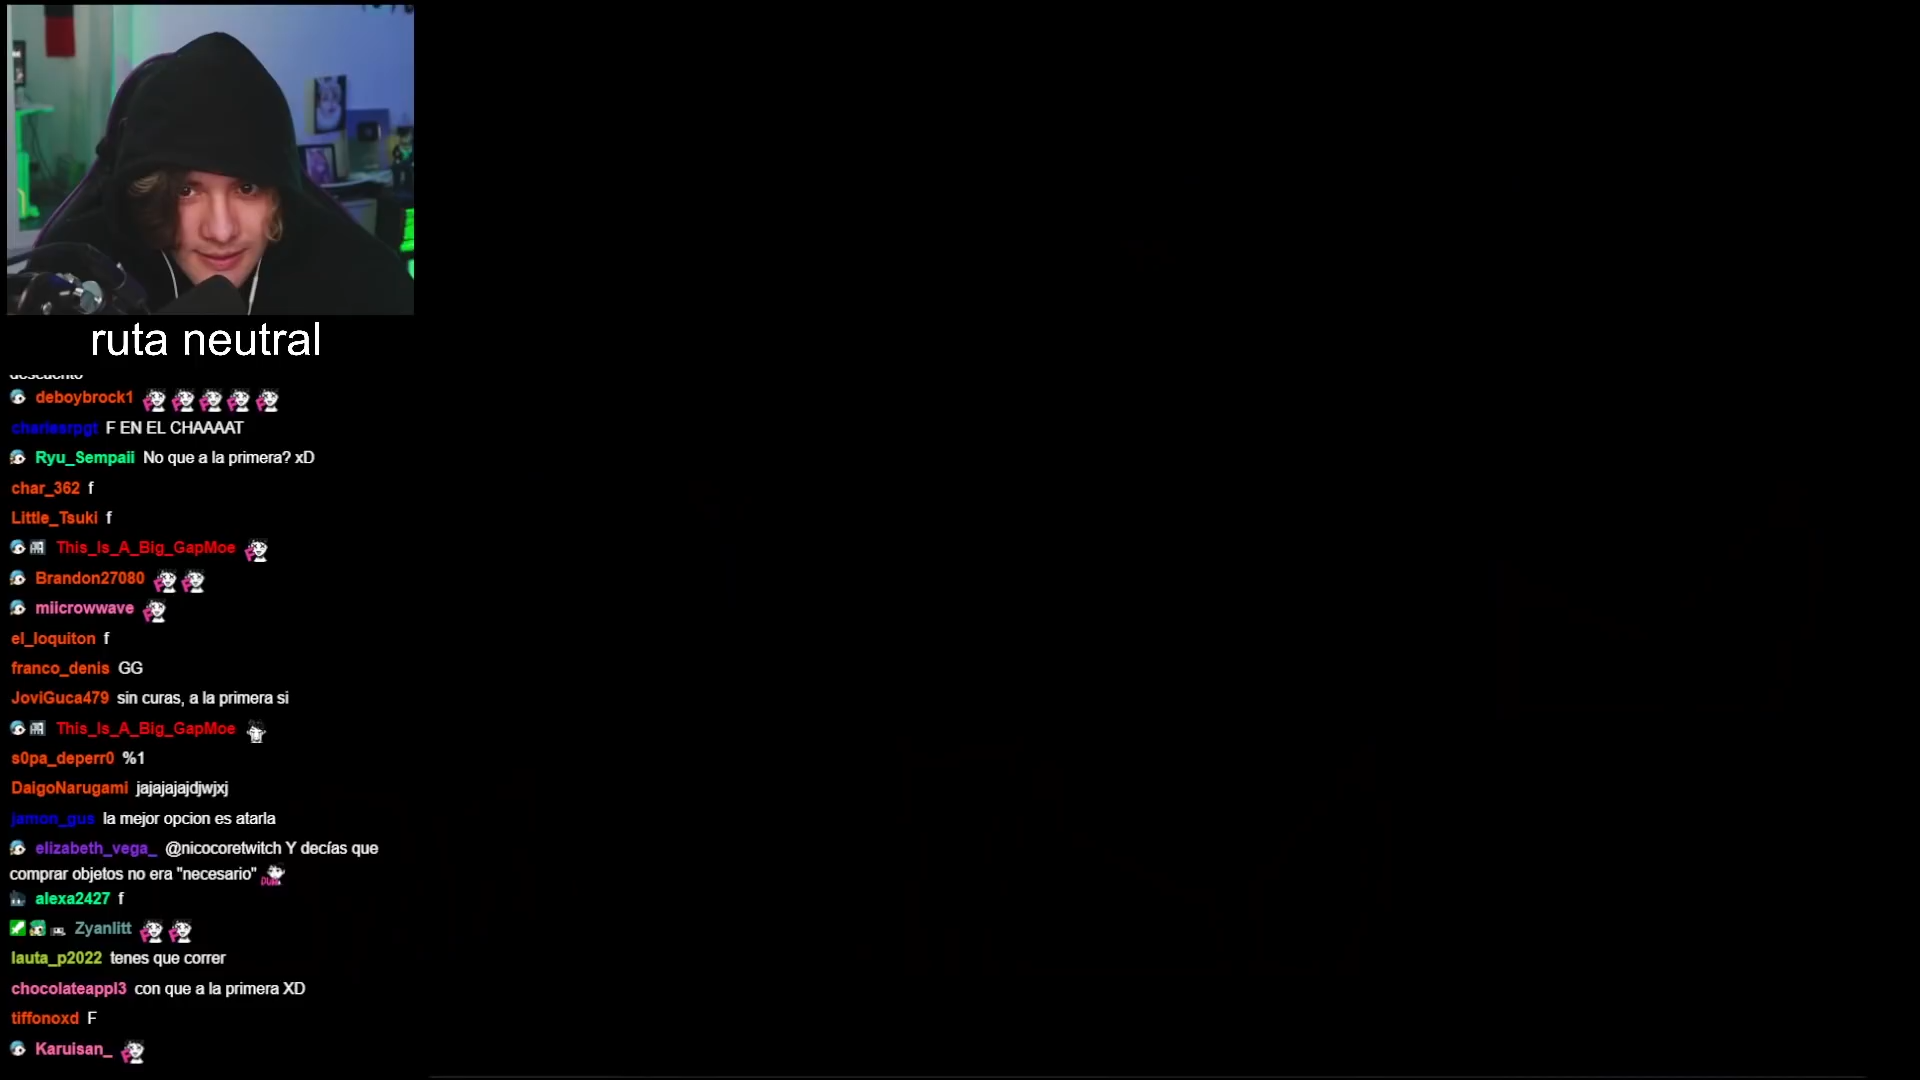 ruta neutral
descuento
deboybrock1
charlesrpgt F EN EL CHAAAAT
Ryu_Sempaii No que a la primera? xD
char_362 f
Little_Tsuki f
This_Is_A_Big_GapMoe
Brandon27080
miicrowwave
el_loquiton f
franco_denis GG
JoviGuca479 sin curas, a la primera si
This_Is_A_Big_GapMoe
s0pa_deperr0 %1
DaigoNarugami jajajajajdjwjxj
jamon_gus la mejor opcion es atarla
elizabeth_vega_ @nicocoretwitch Y decías que
comprar objetos no era "necesario"
alexa2427 f
Zyanlitt
lauta_p2022 tenes que correr
chocolateappl3 con que a la primera XD
tiffonoxd F
Karuisan_